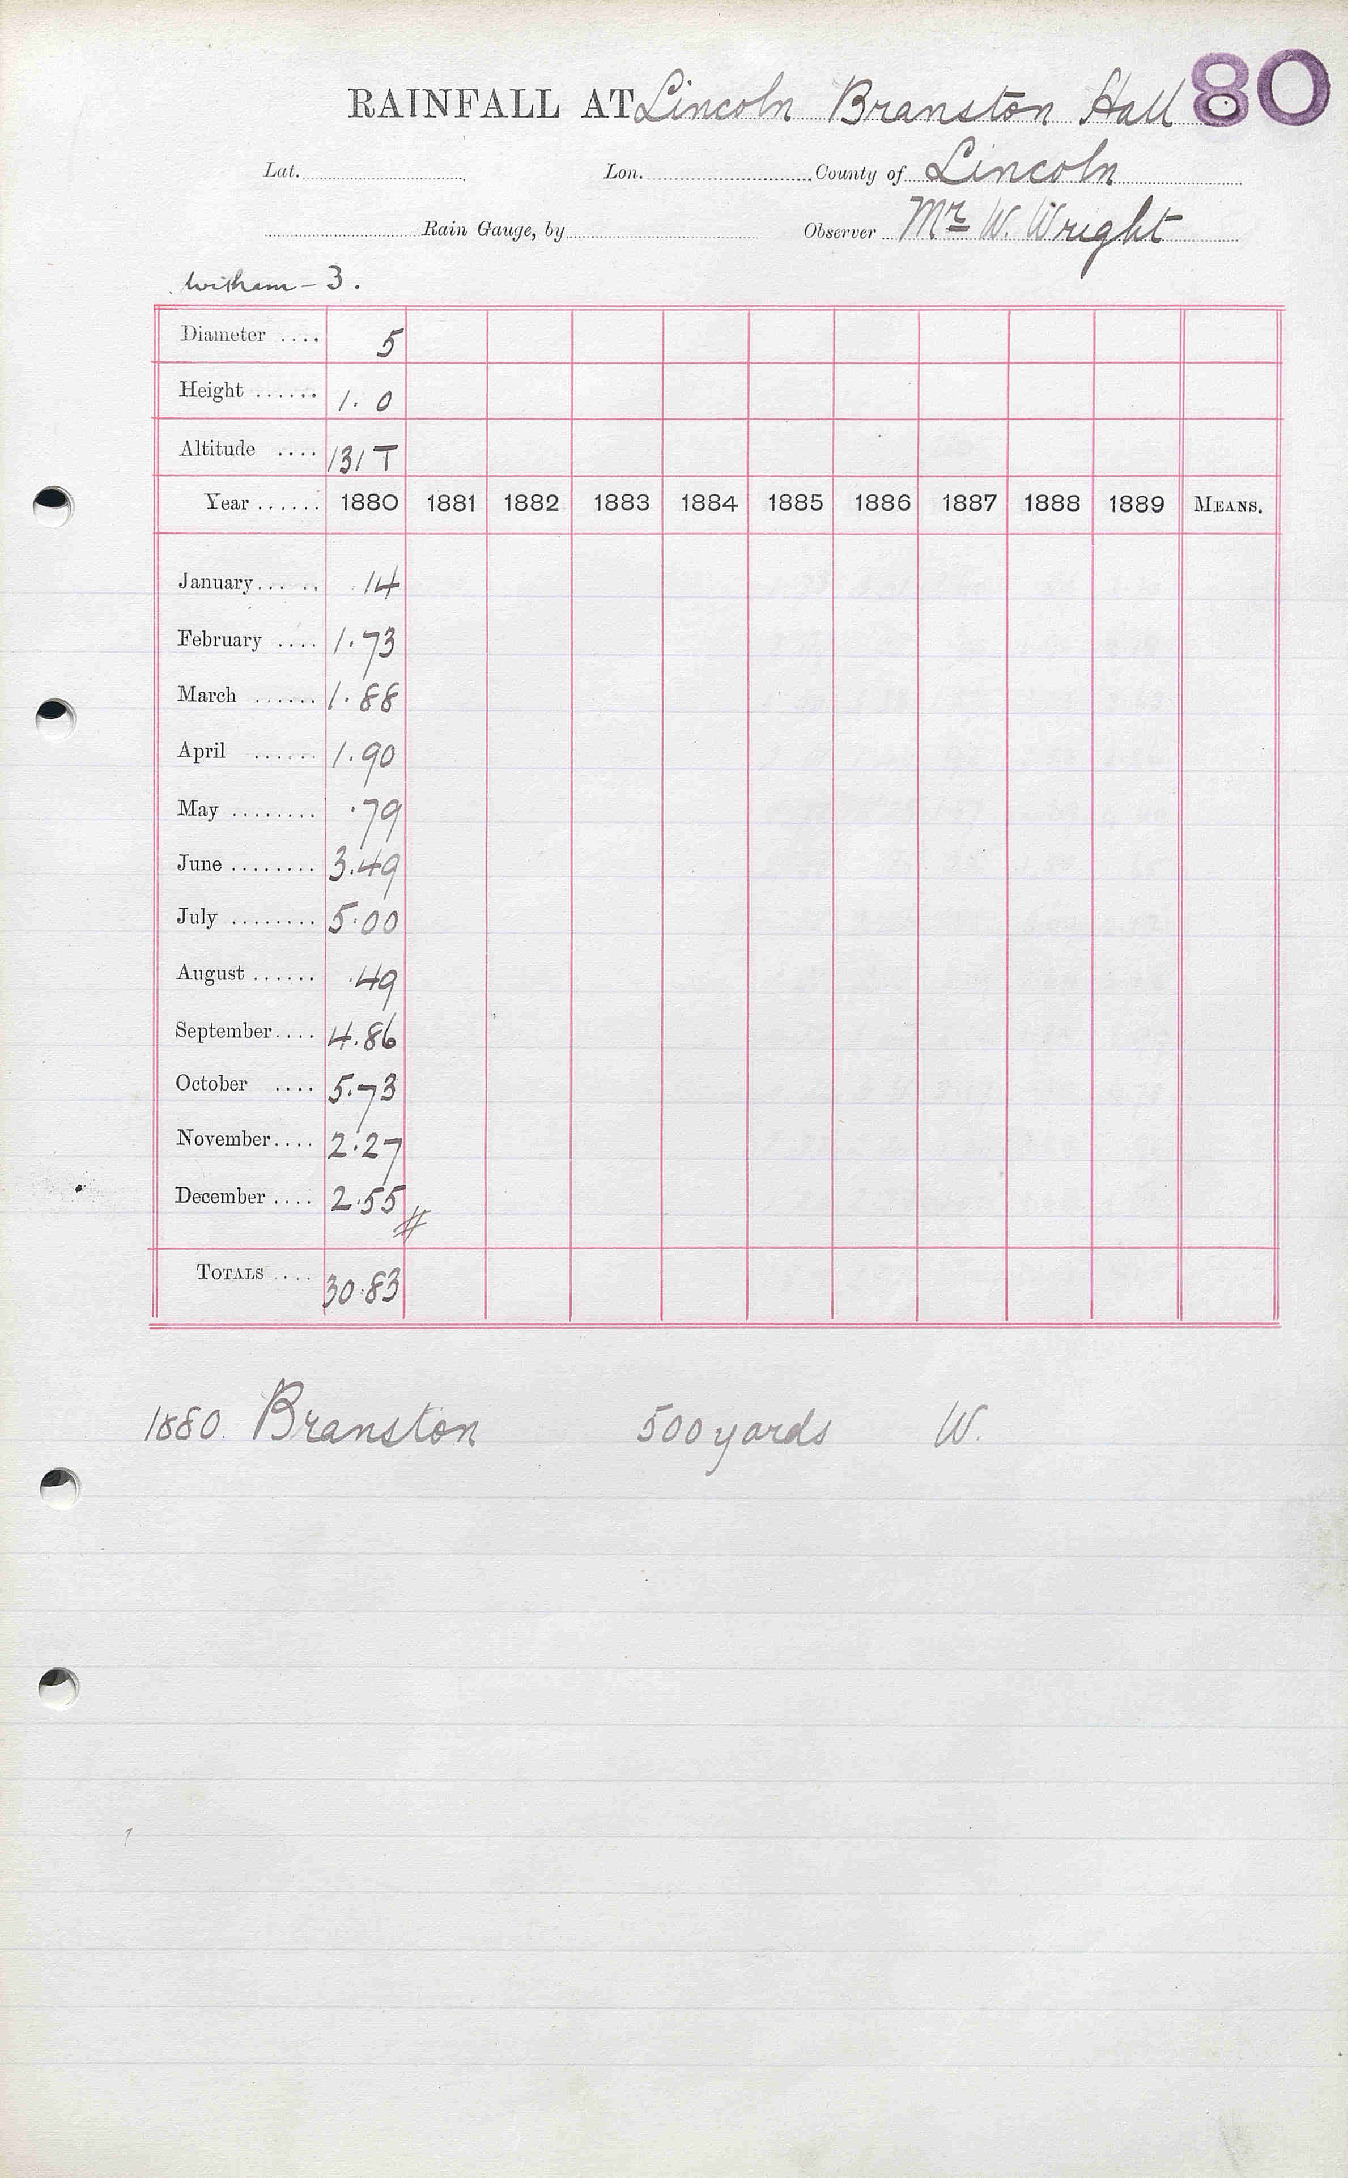 RAINFALL AT Lincoln Branston Hall 80
Lat. Lon. County of Lincoln
Rain Gauge, by Observer Mr W. Wright
Witham - 3.
Diameter .... 5
Height ...... 1. 0
Altitude .... 131 T
Year ...... 1880 1881 1882 1883 1884 1885 1886 1887 1888 1889 MEANS.
January.... .. .14
February .... 1.73
March ...... 1.88
April ...... 1.90
May ........ .79
June ........ 3.49
July ........ 5.00
August ...... .49
September.... 4.86
October .... 5.73
November.... 2.27
December .... 2.55 #
TOTALS .... 30.83
1880. Branston 500 yards W.